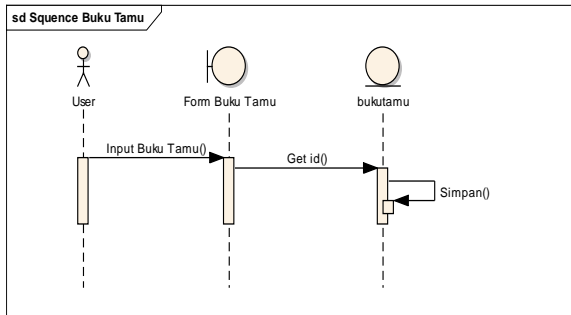 sd Squence Buku Tamu
User
Form Buku Tamu
bukutamu
Input Buku Tamu()
Get id()
Simpan()